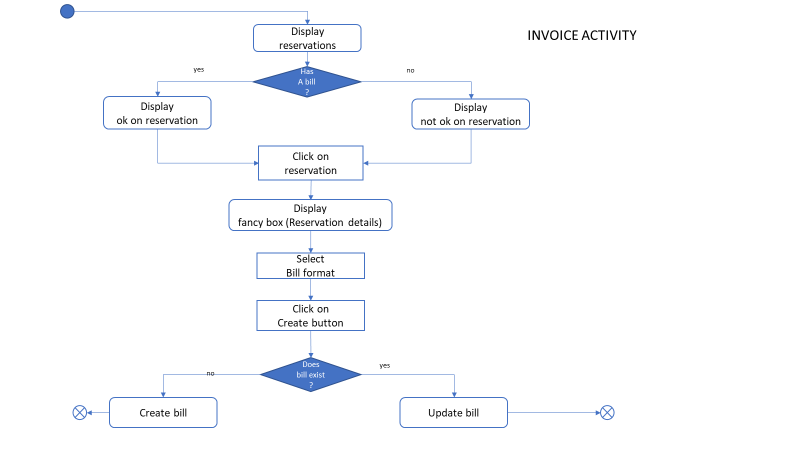 INVOICE ACTIVITY
Display
reservations
Has
A bill
?
yes
no
Display
ok on reservation
Display
not ok on reservation
Click on
reservation
Display
fancy box (Reservation details)
Select
Bill format
Click on
Create button
Does
bill exist
?
no
yes
Create bill
Update bill